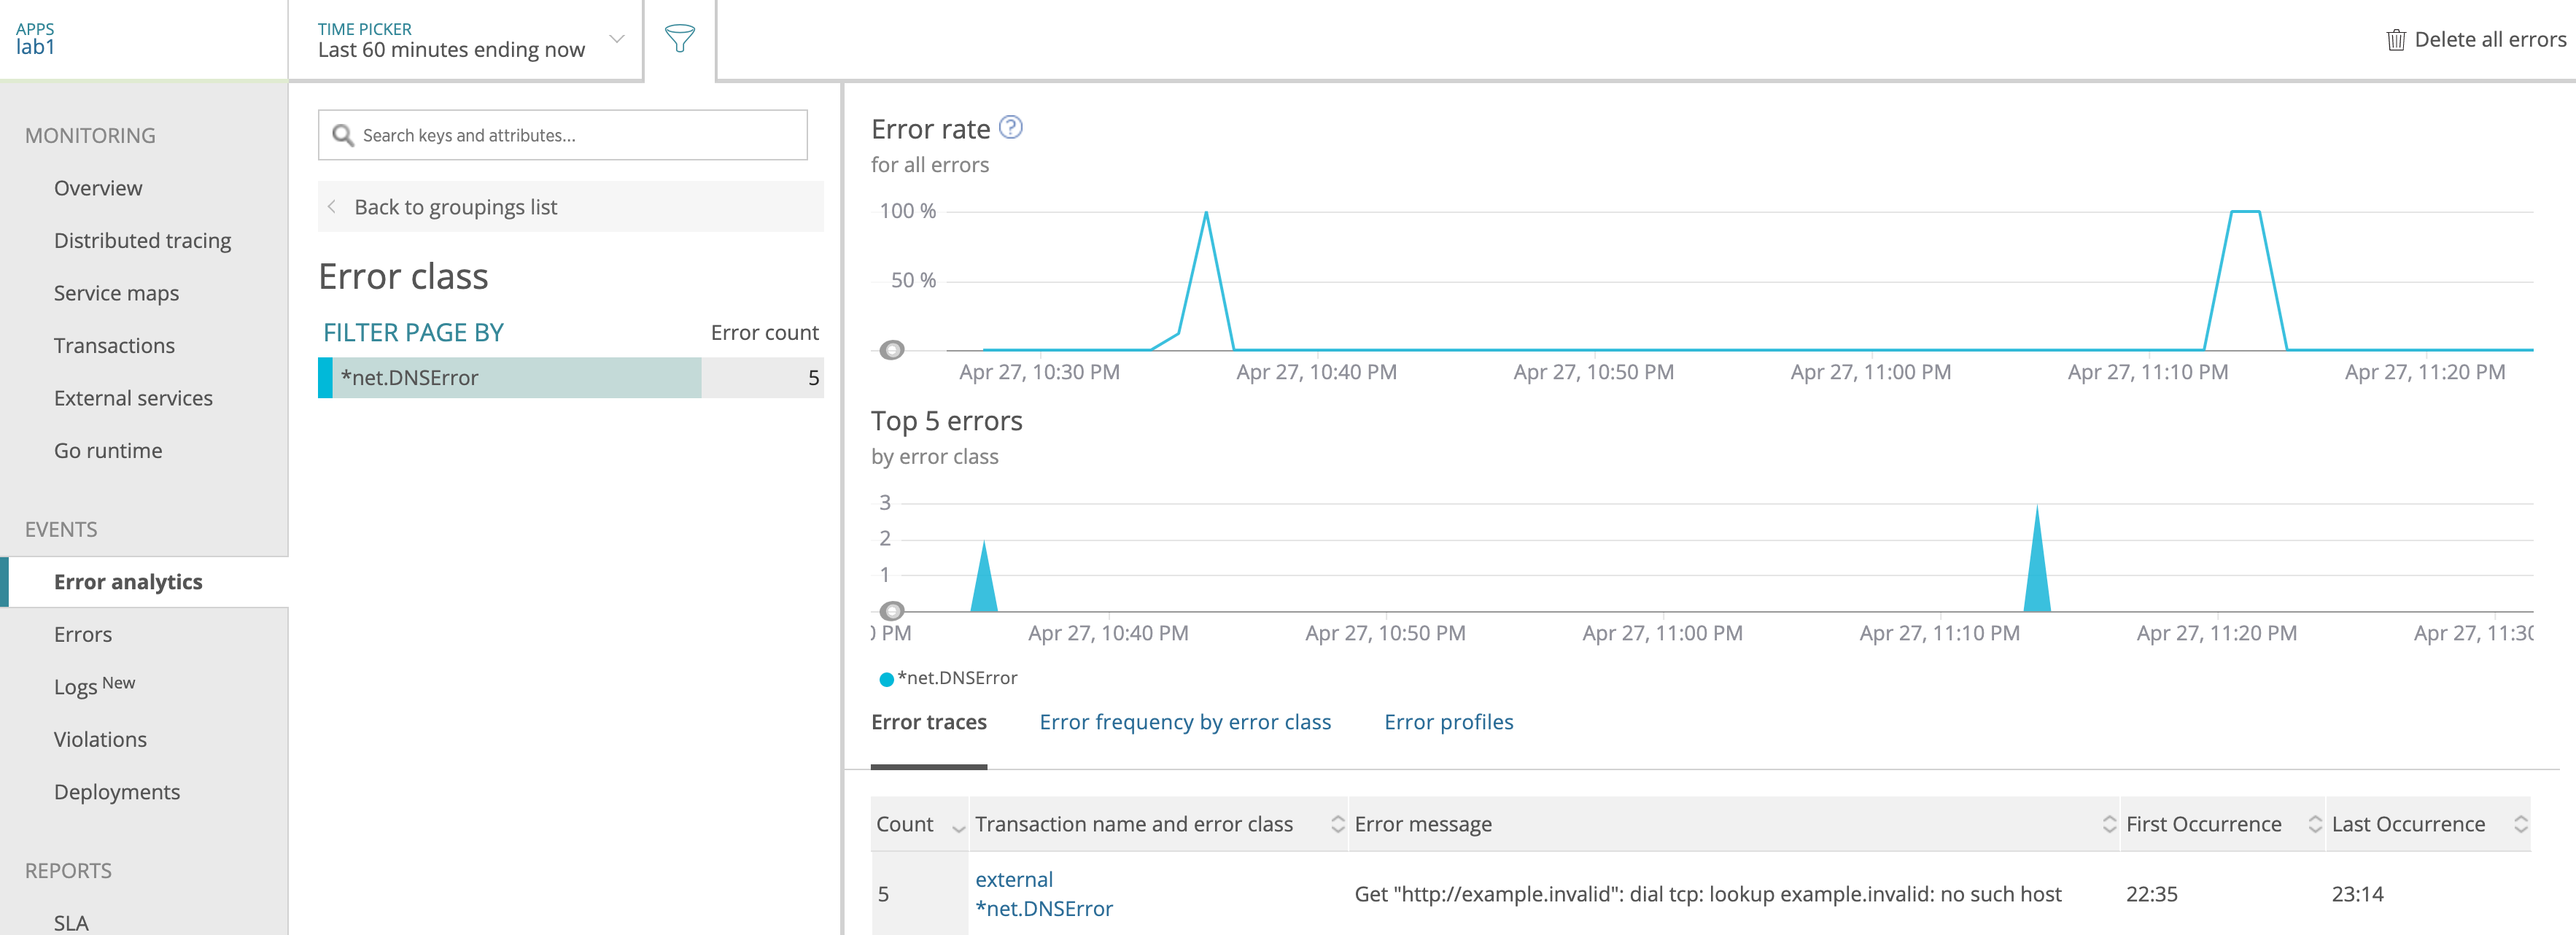 APPS
lab1
TIME PICKER
Last 60 minutes ending now
Delete all errors
MONITORING
Overview
Distributed tracing
Service maps
Transactions
External services
Go runtime
EVENTS
Error analytics
Errors
Logs New
Violations
Deployments
REPORTS
SLA
Search keys and attributes...
Back to groupings list
Error class
FILTER PAGE BY Error count
*net.DNSError 5
Error rate ?
for all errors
100 %
50 %
Apr 27, 10:30 PM Apr 27, 10:40 PM Apr 27, 10:50 PM Apr 27, 11:00 PM Apr 27, 11:10 PM Apr 27, 11:20 PM
Top 5 errors
by error class
3
2
1
0 PM Apr 27, 10:40 PM Apr 27, 10:50 PM Apr 27, 11:00 PM Apr 27, 11:10 PM Apr 27, 11:20 PM Apr 27, 11:30
*net.DNSError
Error traces Error frequency by error class Error profiles
Count Transaction name and error class Error message First Occurrence Last Occurrence
5 external Get "http://example.invalid": dial tcp: lookup example.invalid: no such host 22:35 23:14
*net.DNSError